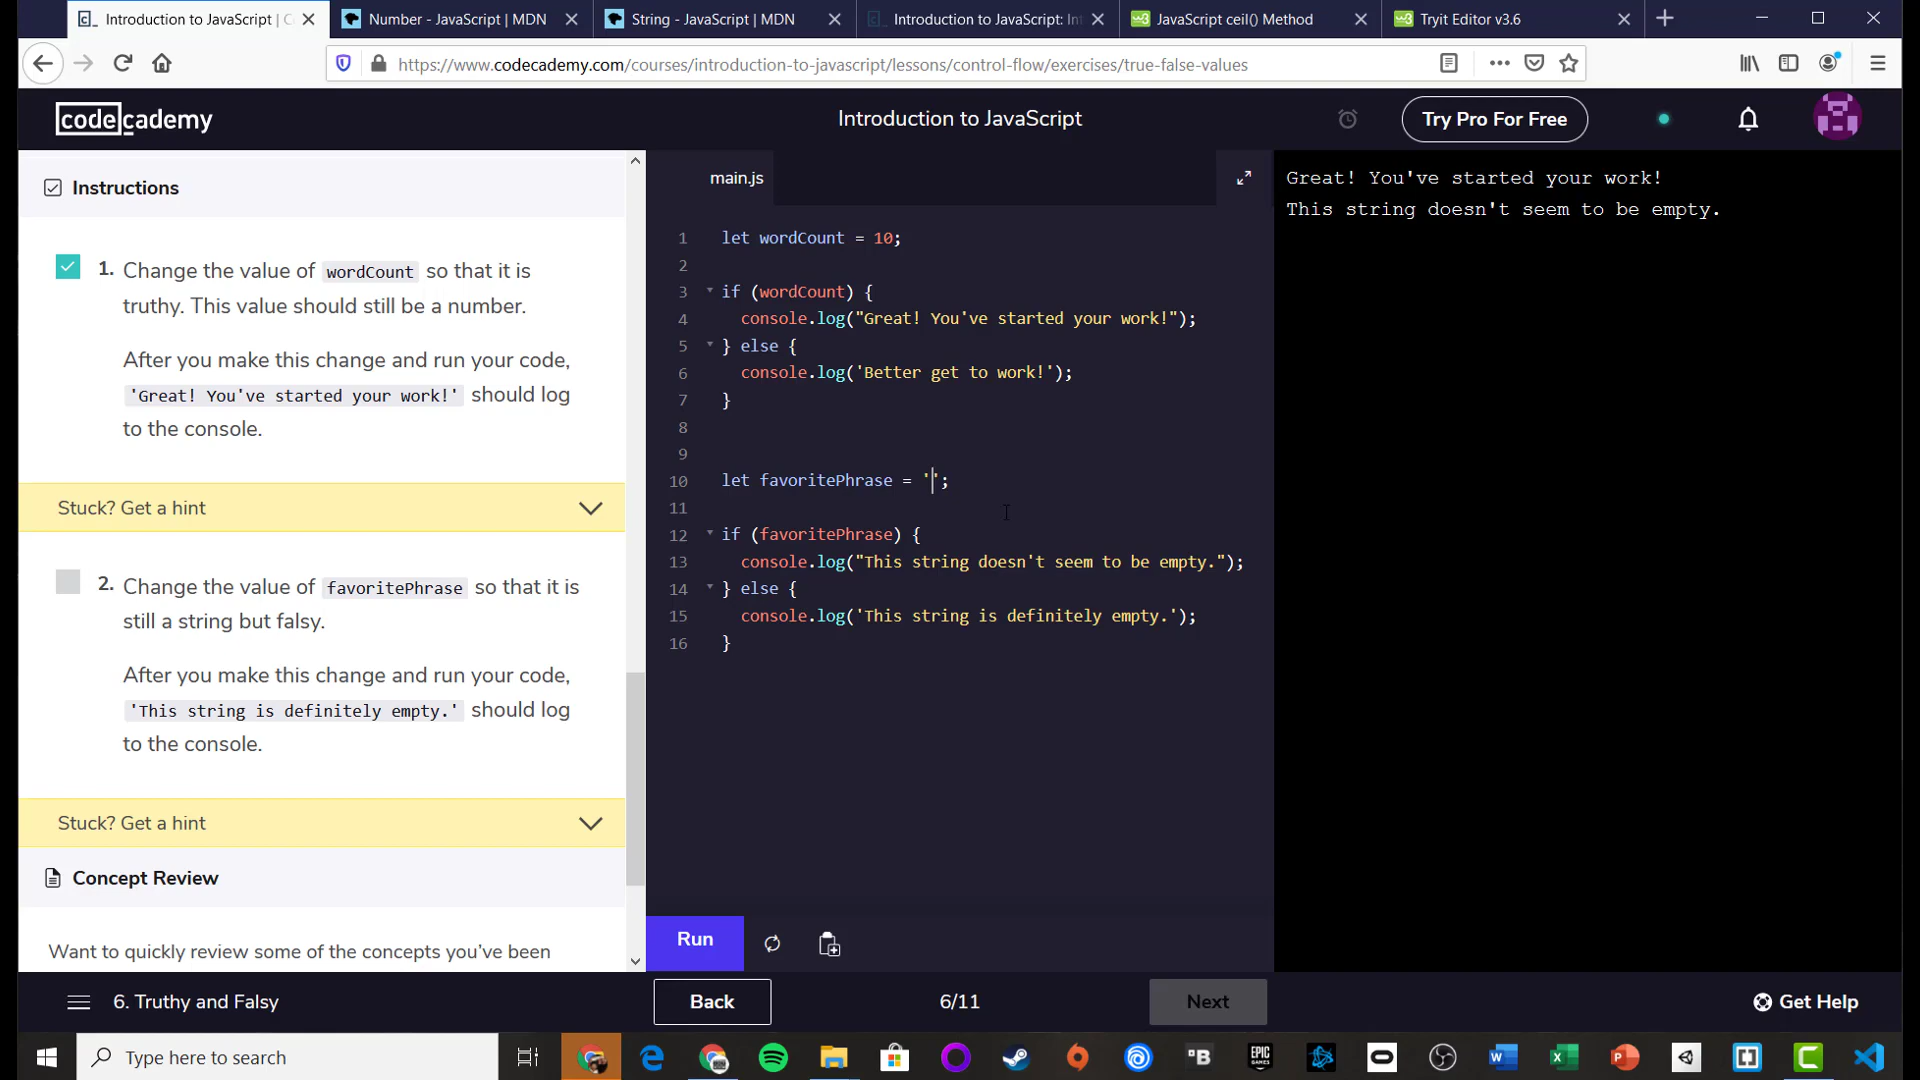 Introduction to JavaScript | C
Number - JavaScript | MDN
String - JavaScript | MDN
Introduction to JavaScript: Int
JavaScript ceil() Method
Tryit Editor v3.6
https://www.codecademy.com/courses/introduction-to-javascript/lessons/control-flow/exercises/true-false-values
codecademy
Introduction to JavaScript
Try Pro For Free
Instructions
1. Change the value of wordCount so that it is
truthy. This value should still be a number.
After you make this change and run your code,
'Great! You've started your work!' should log
to the console.
Stuck? Get a hint
2. Change the value of favoritePhrase so that it is
still a string but falsy.
After you make this change and run your code,
'This string is definitely empty.' should log
to the console.
Stuck? Get a hint
Concept Review
Want to quickly review some of the concepts you've been
main.js
1 let wordCount = 10;
2
3 if (wordCount) {
4 console.log("Great! You've started your work!");
5 } else {
6 console.log('Better get to work!');
7 }
8
9
10 let favoritePhrase = '';
11
12 if (favoritePhrase) {
13 console.log("This string doesn't seem to be empty.");
14 } else {
15 console.log('This string is definitely empty.');
16 }
Run
Great! You've started your work!
This string doesn't seem to be empty.
6. Truthy and Falsy
Back
6/11
Next
Get Help
Type here to search